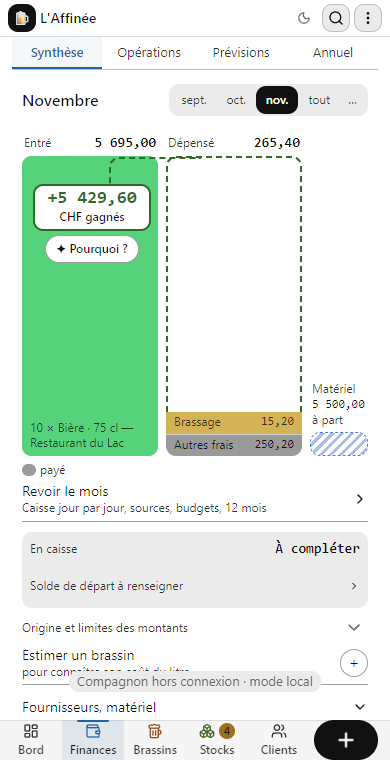 L'Affinée
Synthèse Opérations Prévisions Annuel
Novembre
sept. oct. nov. tout ...
Entré 5 695,00 Dépensé 265,40
+5 429,60
CHF gagnés
✦ Pourquoi ?
Matériel
5 500,00
à part
10 × Bière · 75 cl —
Restaurant du Lac
Brassage 15,20
Autres frais 250,20
payé
Revoir le mois
Caisse jour par jour, sources, budgets, 12 mois
En caisse À compléter
Solde de départ à renseigner
Origine et limites des montants
Estimer un brassin
pour connaître son coût du litre
Compagnon hors connexion · mode local
Fournisseurs, matériel
4
Bord Finances Brassins Stocks Clients